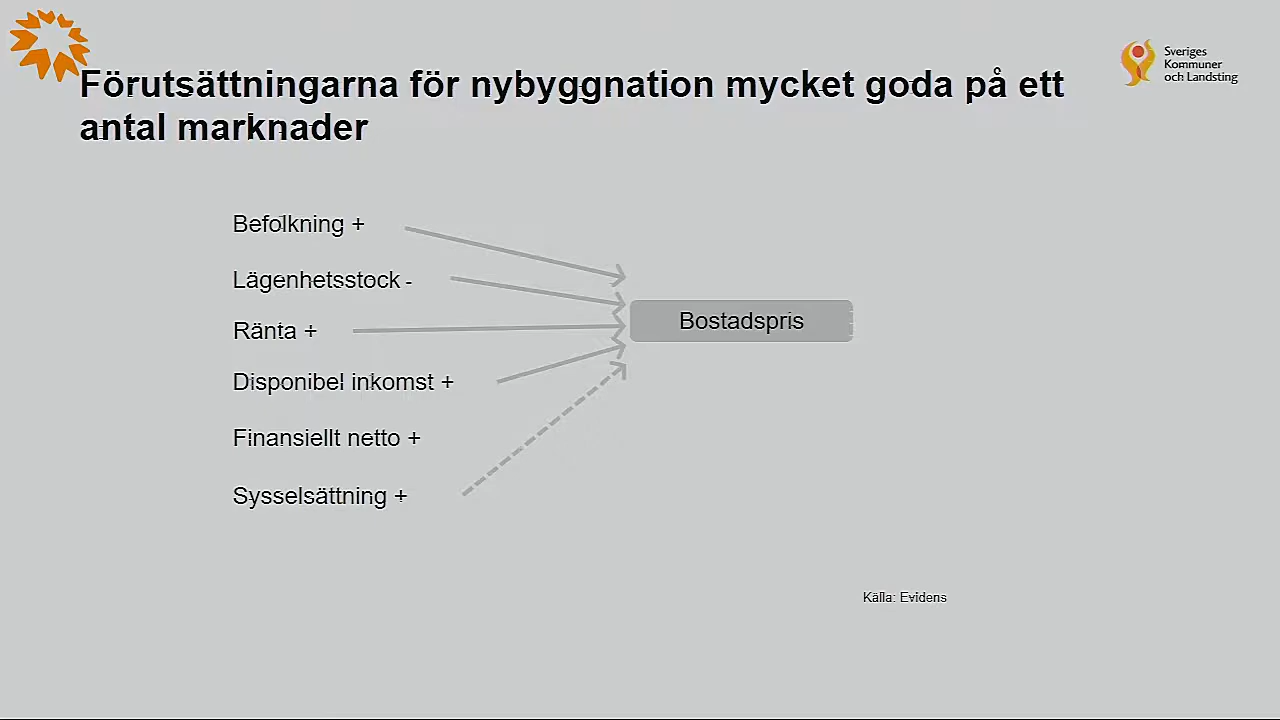 Förutsättningarna för nybyggnation mycket goda på ett
antal marknader
Sveriges
Kommuner
och Landsting
Befolkning +
Lägenhetsstock -
Ränta +
Bostadspris
Disponibel inkomst +
Finansiellt netto +
Sysselsättning +
Källa: Evidens